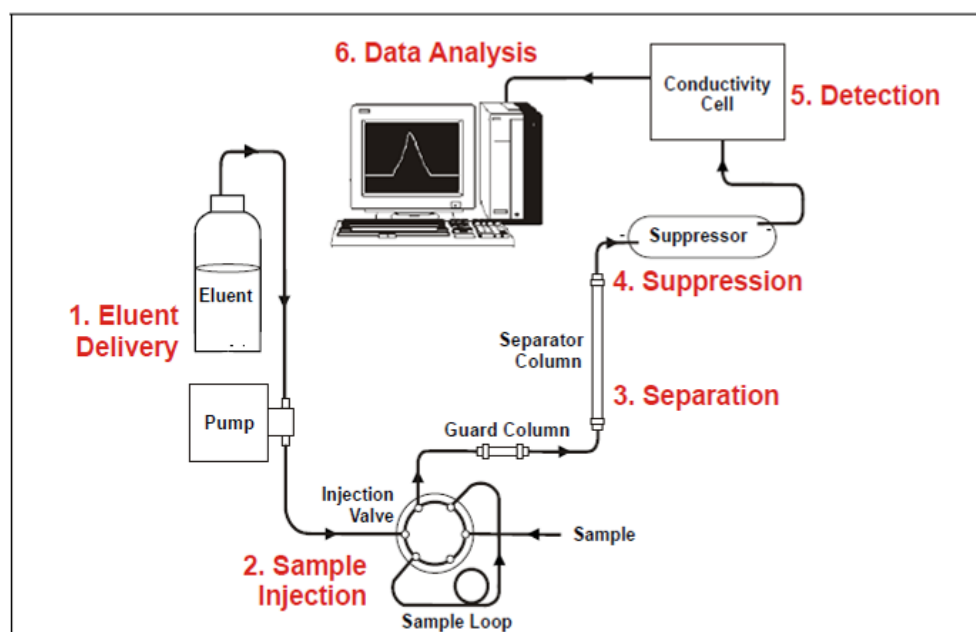 6. Data Analysis
Conductivity
Cell
5. Detection
Suppressor
4. Suppression
Eluent
1. Eluent
Delivery
Separator
Column
3. Separation
Pump
Guard Column
Injection
Valve
Sample
2. Sample
Injection
Sample Loop